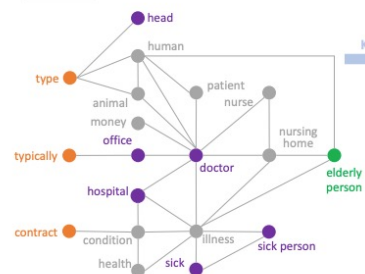 head
human
type
patient
nurse
animal
money
office
nursing
home
typically
doctor
elderly
person
hospital
contract
condition
illness
sick person
health
sick